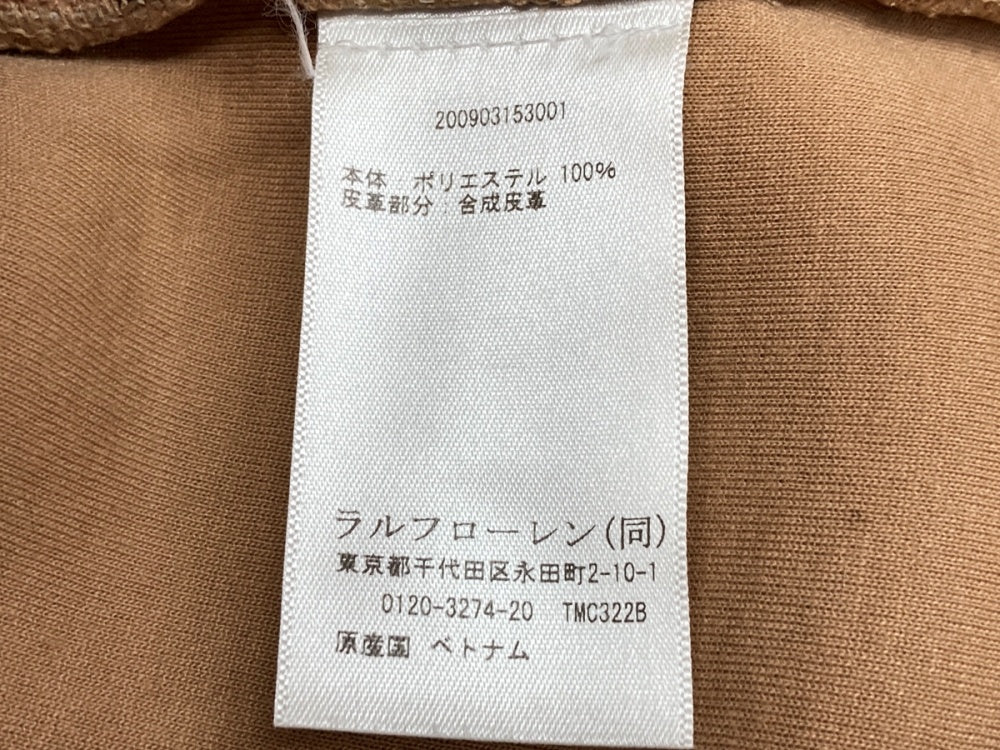 200903153001
本体 ポリエステル 100%
皮革部分:合成皮革
ラルフローレン(同)
東京都千代田区永田町2-10-1
0120-3274-20 TMC322B
原産国 ベトナム